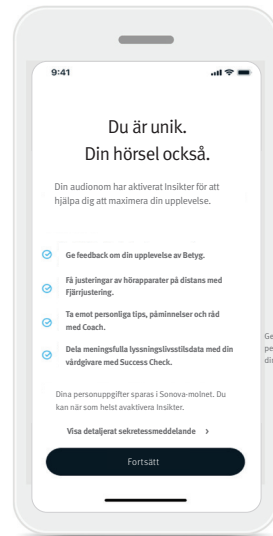 9:41
Du är unik.
Din hörsel också.
Din audionom har aktiverat Insikter för att
hjälpa dig att maximera din upplevelse.
Ge feedback om din upplevelse av Betyg.
Få justeringar av hörapparater på distans med
Fjärrjustering.
Ta emot personliga tips, påminnelser och råd
med Coach.
Dela meningsfulla lyssningslivsstilsdata med din
vårdgivare med Success Check.
Dina personuppgifter sparas i Sonova-molnet. Du
kan när som helst avaktivera Insikter.
Visa detaljerat sekretessmeddelande
Fortsätt